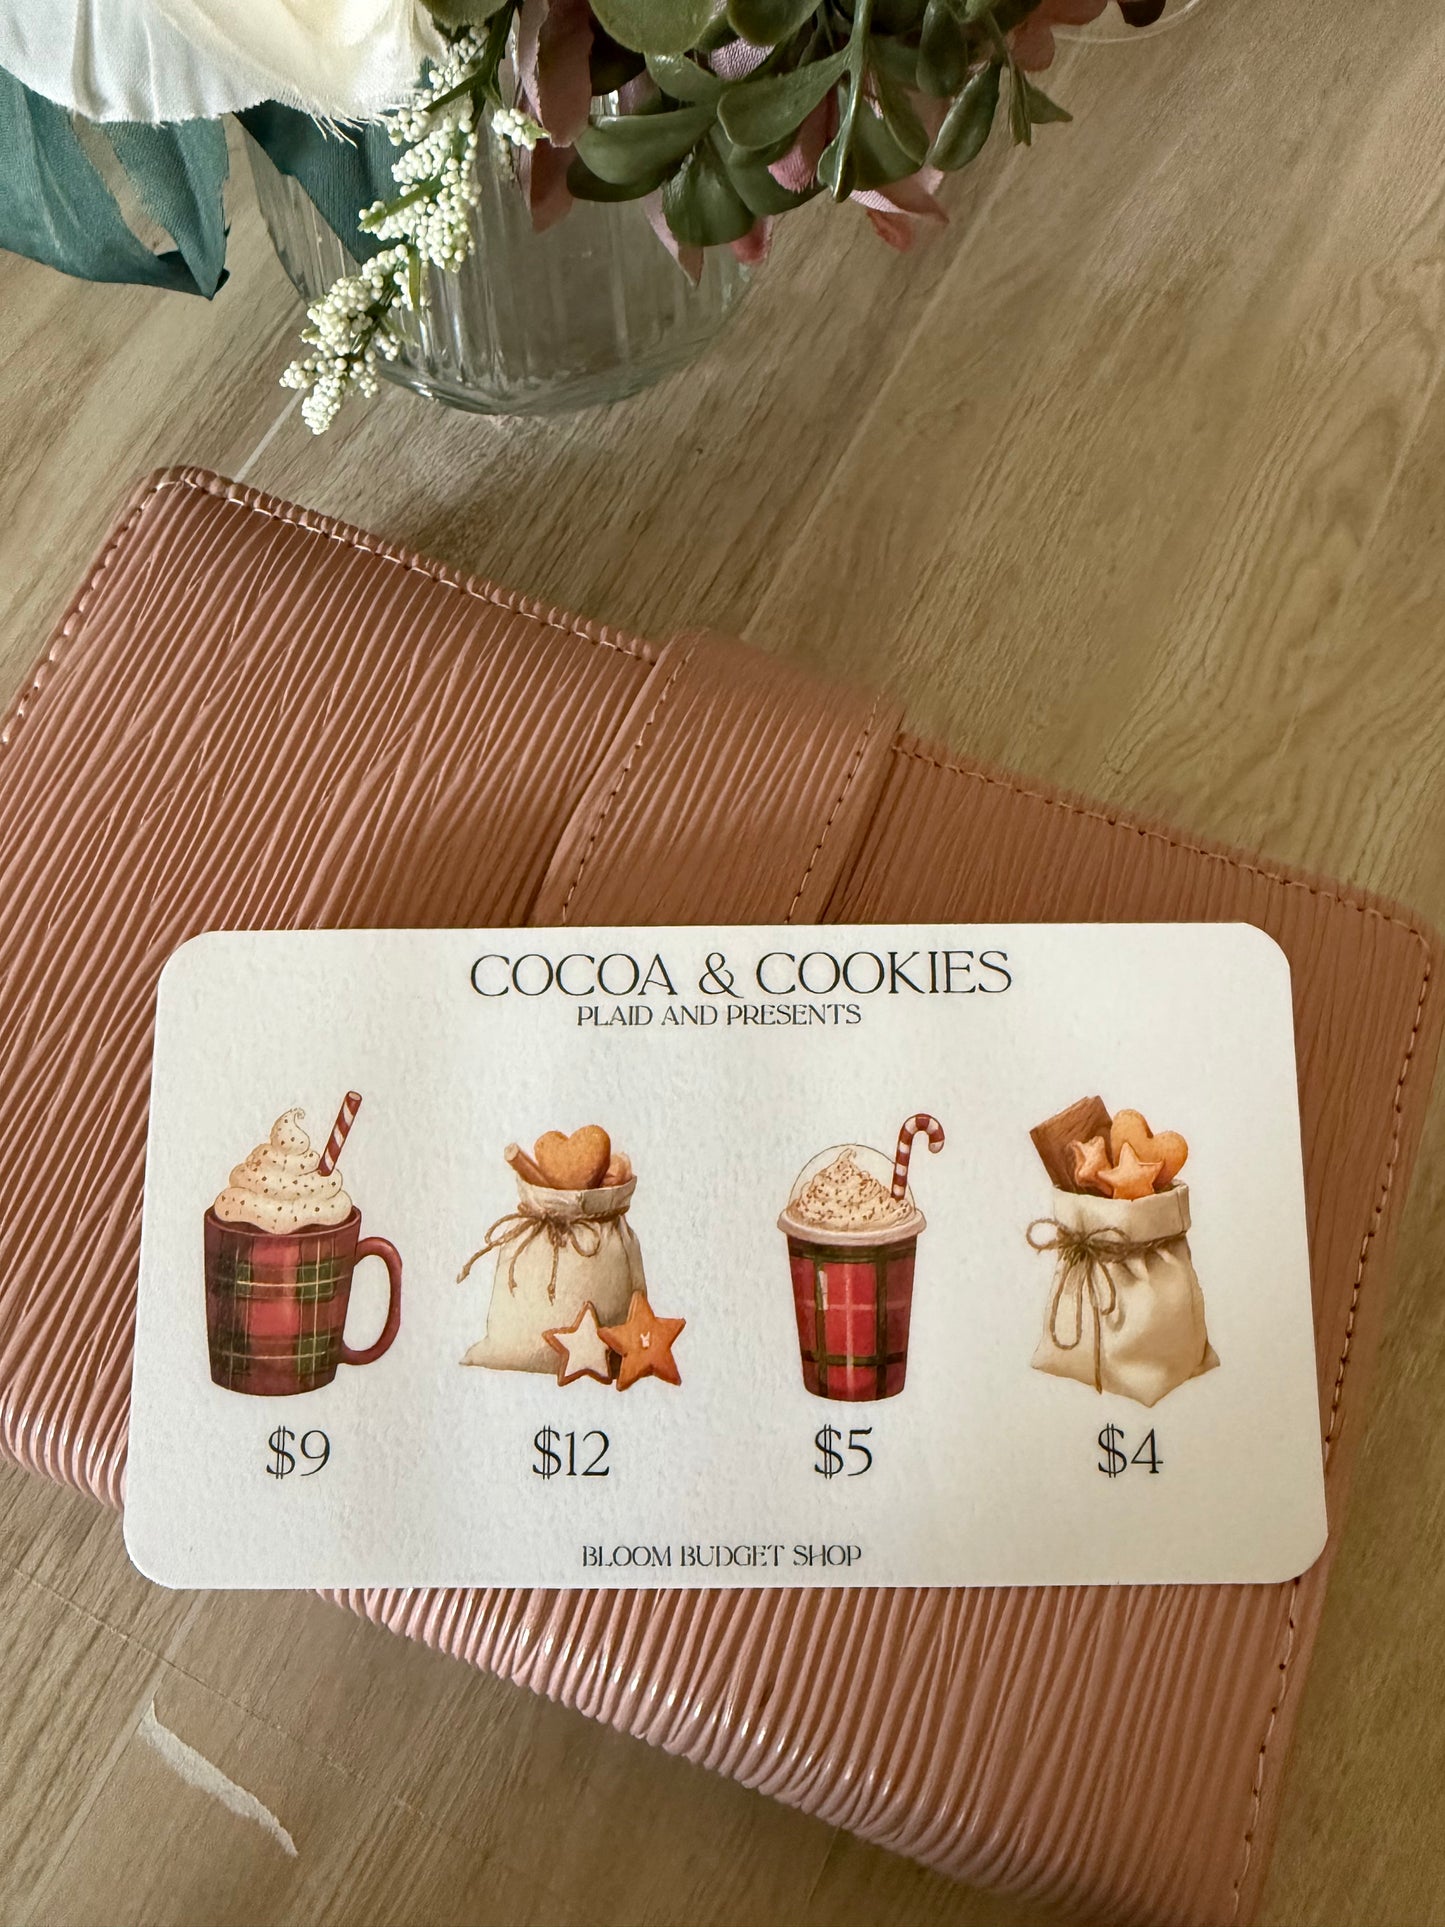 COCOA & COOKIES
PLAID AND PRESENTS
$9 $12 $5 $4
BLOOM BUDGET SHOP